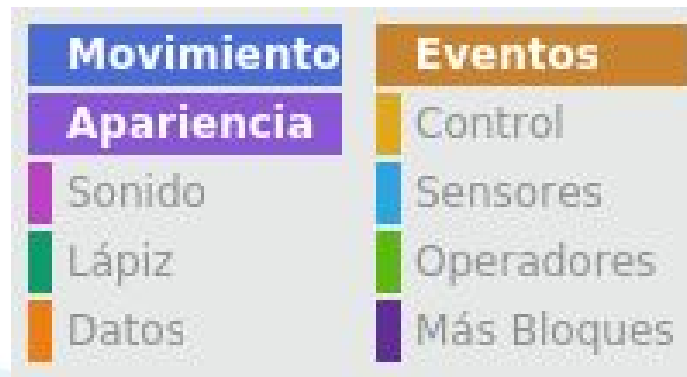 Movimiento
Apariencia
Sonido
Lápiz
Datos
Eventos
Control
Sensores
Operadores
Más Bloques